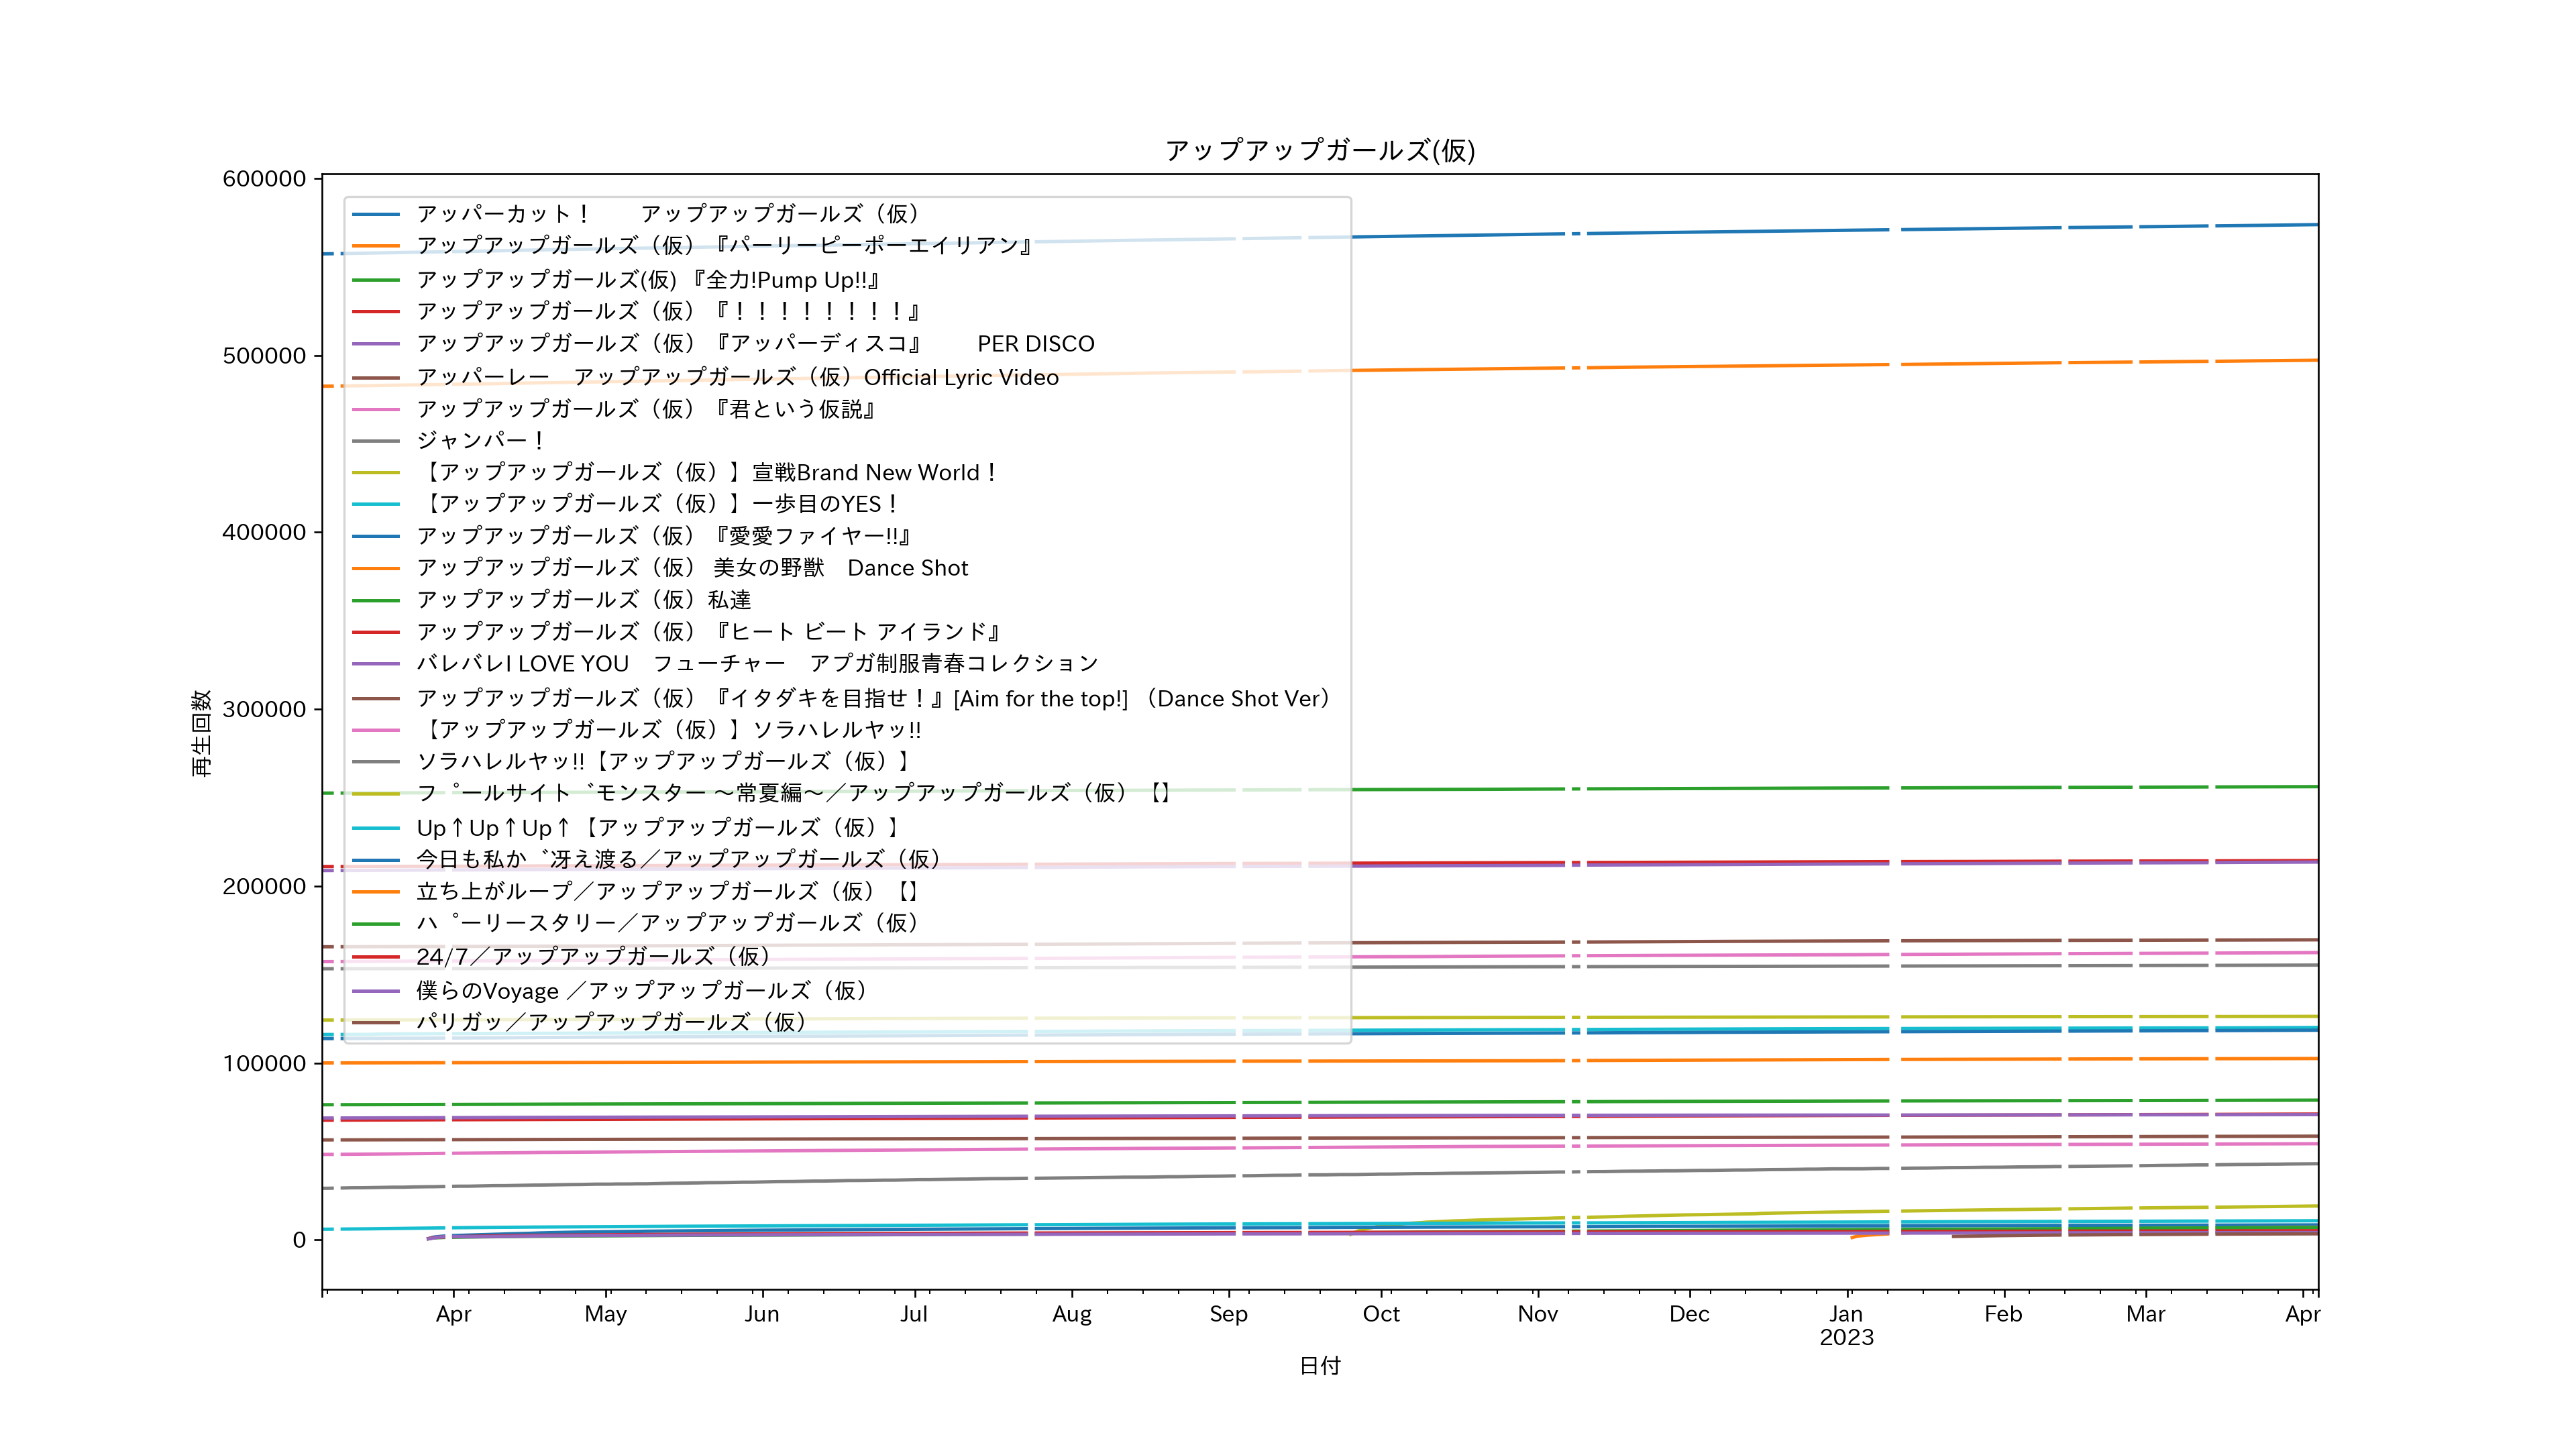 アップアップガールズ(仮)
600000
500000
400000
300000
200000
100000
0
再生回数
アッパーカット！　　アップアップガールズ（仮）
アップアップガールズ（仮）『パーリーピーポーエイリアン』
アップアップガールズ(仮) 『全力!Pump Up!!』
アップアップガールズ（仮）『！！！！！！！！』
アップアップガールズ（仮）『アッパーディスコ』　　PER DISCO
アッパーレー　アップアップガールズ（仮）Official Lyric Video
アップアップガールズ（仮）『君という仮説』
ジャンパー！
【アップアップガールズ（仮）】宣戦Brand New World！
【アップアップガールズ（仮）】一歩目のYES！
アップアップガールズ（仮）『愛愛ファイヤー!!』
アップアップガールズ（仮） 美女の野獣　Dance Shot
アップアップガールズ（仮）私達
アップアップガールズ（仮）『ヒート ビート アイランド』
バレバレI LOVE YOU　フューチャー　アプガ制服青春コレクション
アップアップガールズ（仮）『イタダキを目指せ！』[Aim for the top!] （Dance Shot Ver）
【アップアップガールズ（仮）】ソラハレルヤッ!!
ソラハレルヤッ!!【アップアップガールズ（仮）】
フ゜ールサイト゛モンスター 〜常夏編〜／アップアップガールズ（仮）【】
Up↑Up↑Up↑【アップアップガールズ（仮）】
今日も私か゛冴え渡る／アップアップガールズ（仮）
立ち上がループ／アップアップガールズ（仮）【】
ハ゜ーリースタリー／アップアップガールズ（仮）
24/7／アップアップガールズ（仮）
僕らのVoyage ／アップアップガールズ（仮）
パリガッ／アップアップガールズ（仮）
Apr May Jun Jul Aug Sep Oct Nov Dec Jan Feb Mar Apr
2023
日付